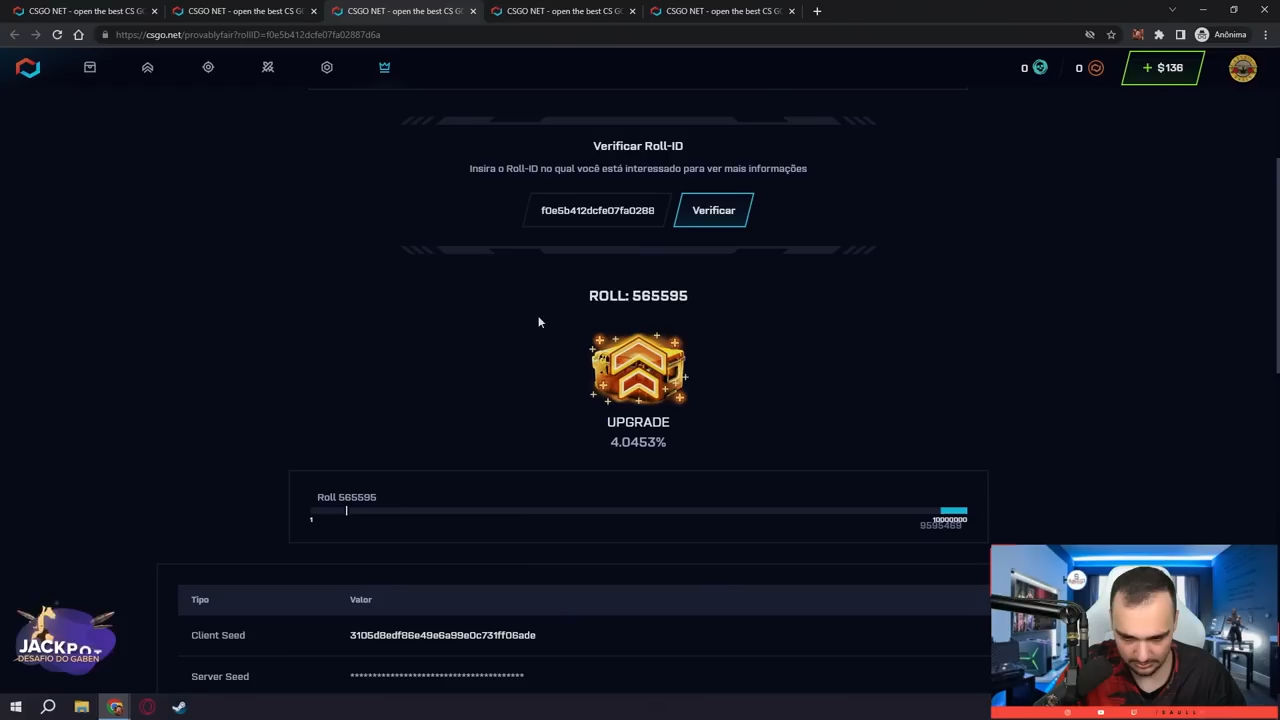 CSGO NET - open the best CS G
CSGO NET - open the best CS G
CSGO NET - open the best CS G
CSGO NET - open the best CS G
CSGO NET - open the best CS G
https://csgo.net/provablyfair?rollID=f0e5b412dcfe07fa02887d6a
Anônima
0
0
+ $136
Verificar Roll-ID
Insira o Roll-ID no qual você está interessado para ver mais informações
f0e5b412dcfe07fa0288
Verificar
ROLL: 565595
UPGRADE
4.0453%
Roll 565595
1
10000000
9595469
Tipo
Valor
Client Seed
3105d8edf86e49e6a99e0c731ff06ade
Server Seed
**************************************
JACKPOT
DESAFIO DO GABEN